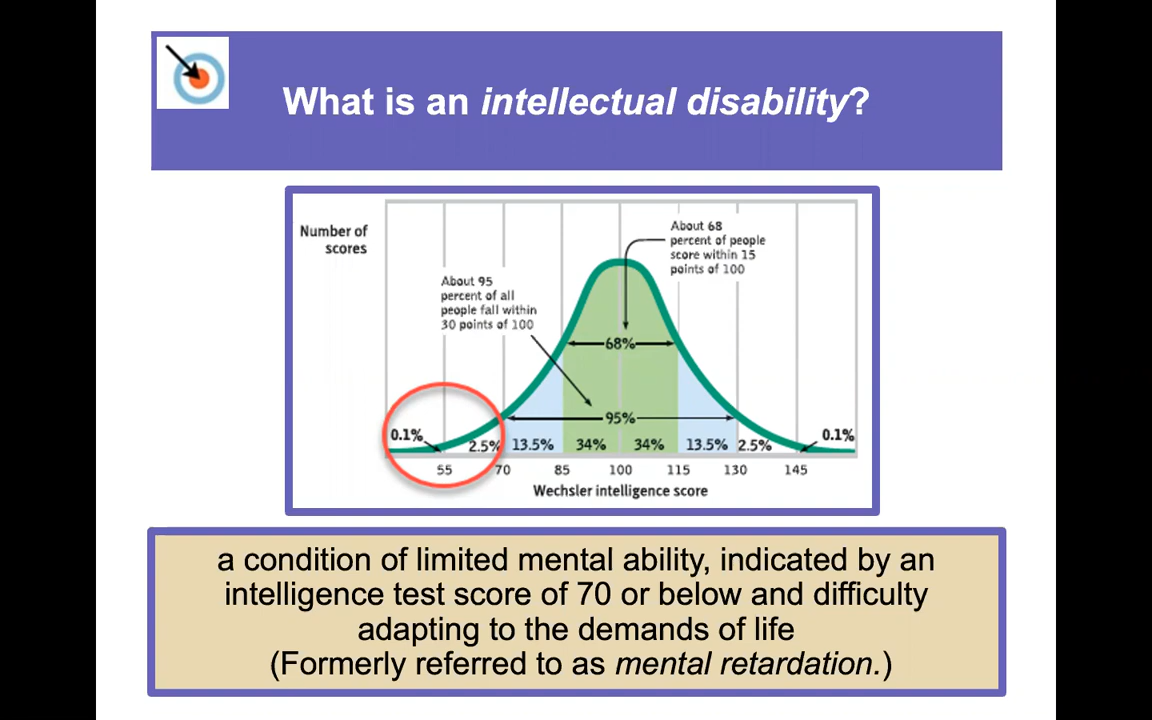 What is an intellectual disability?
Number of
scores
About 68
percent of people
score within 15
points of 100
About 95
percent of all
people fall within
30 points of 100
68%
95%
0.1%
2.5%
13.5%
34%
34%
13.5%
2.5%
0.1%
55
70
85
100
115
130
145
Wechsler intelligence score
a condition of limited mental ability, indicated by an
intelligence test score of 70 or below and difficulty
adapting to the demands of life
(Formerly referred to as mental retardation.)